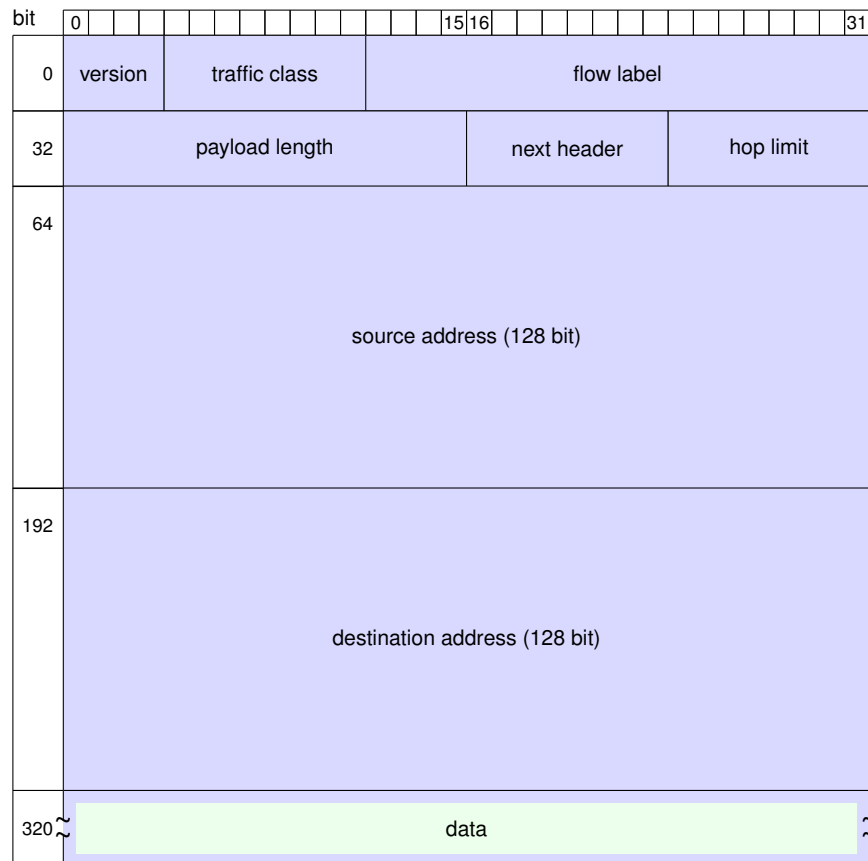 bit 0 15 16 31
0 version traffic class flow label
32 payload length next header hop limit
64
source address (128 bit)
192
destination address (128 bit)
320 data